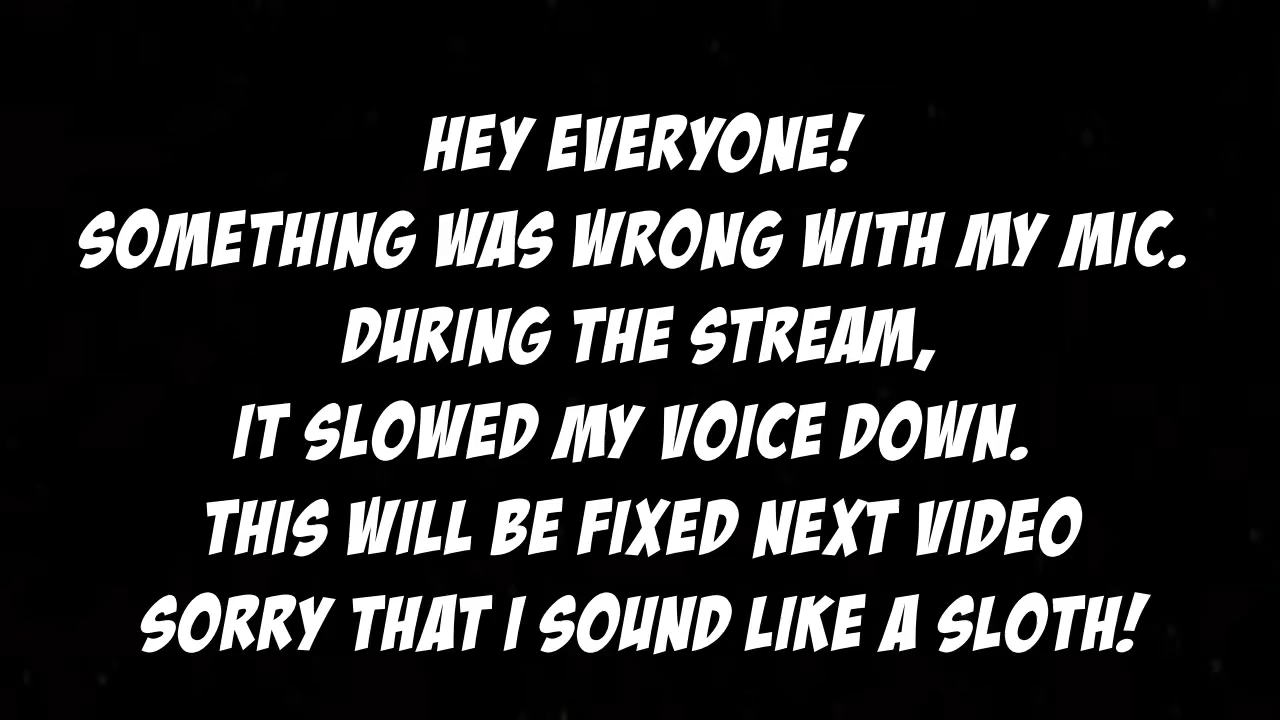 HEY EVERYONE!
SOMETHING WAS WRONG WITH MY MIC.
DURING THE STREAM,
IT SLOWED MY VOICE DOWN.
THIS WILL BE FIXED NEXT VIDEO
SORRY THAT I SOUND LIKE A SLOTH!